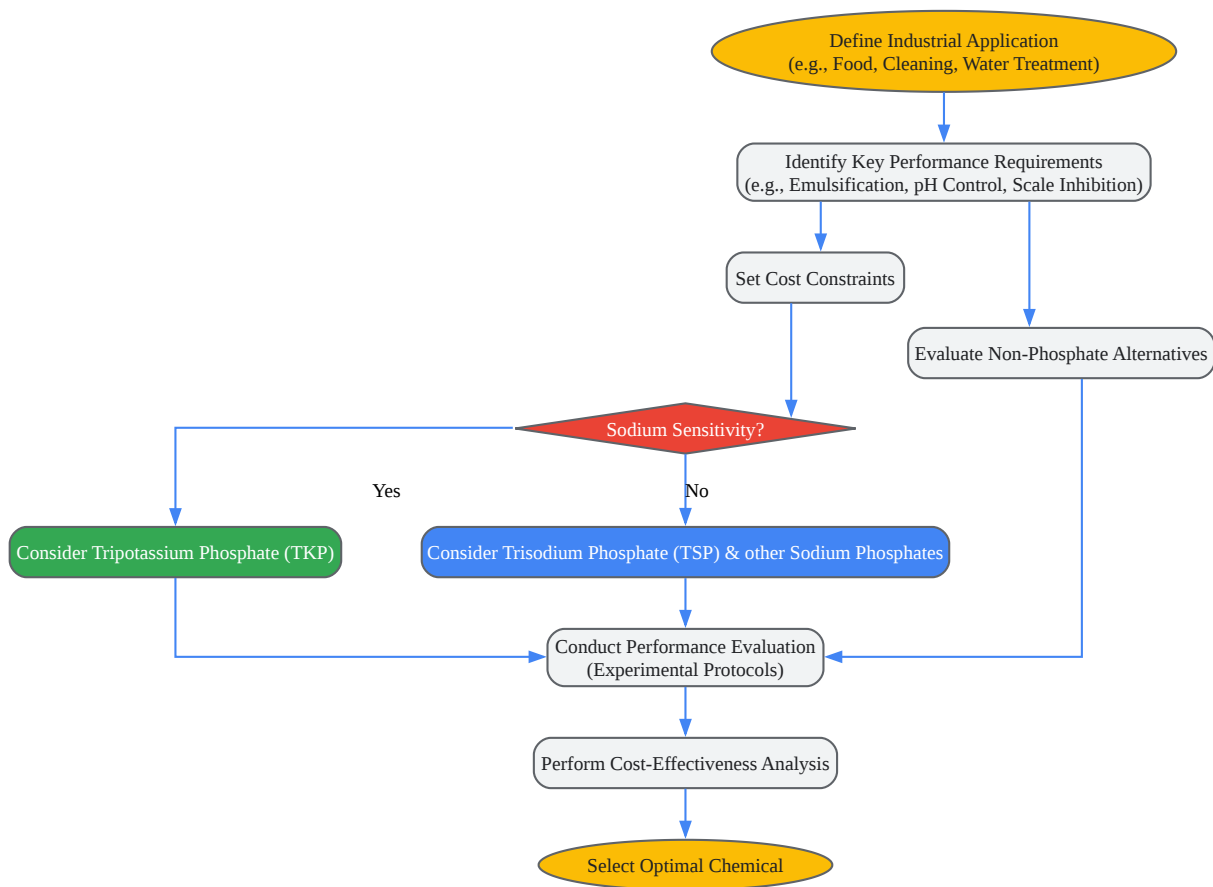 Define Industrial Application
(e.g., Food, Cleaning, Water Treatment)
Identify Key Performance Requirements
(e.g., Emulsification, pH Control, Scale Inhibition)
Set Cost Constraints
Evaluate Non-Phosphate Alternatives
Sodium Sensitivity?
Yes
No
Consider Tripotassium Phosphate (TKP)
Consider Trisodium Phosphate (TSP) & other Sodium Phosphates
Conduct Performance Evaluation
(Experimental Protocols)
Perform Cost-Effectiveness Analysis
Select Optimal Chemical